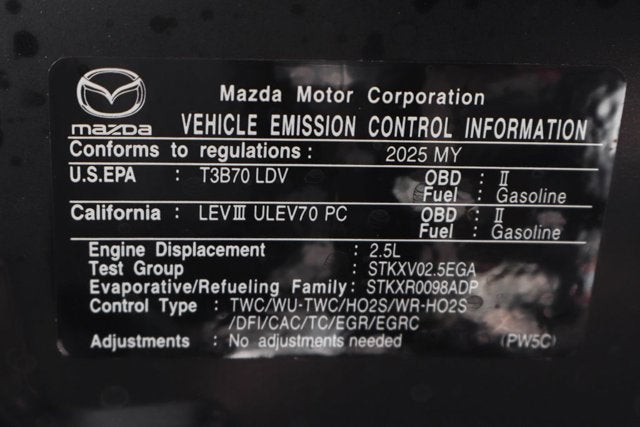 Mazda Motor Corporation
mazda VEHICLE EMISSION CONTROL INFORMATION
Conforms to regulations : 2025 MY
U.S.EPA : T3B70 LDV OBD : II
Fuel : Gasoline
California : LEVIII ULEV70 PC OBD : II
Fuel : Gasoline
Engine Displacement : 2.5L
Test Group : STKXV02.5EGA
Evaporative/Refueling Family: STKXR0098ADP
Control Type : TWC/WU-TWC/HO2S/WR-HO2S
/DFI/CAC/TC/EGR/EGRC
Adjustments : No adjustments needed (PW5C)